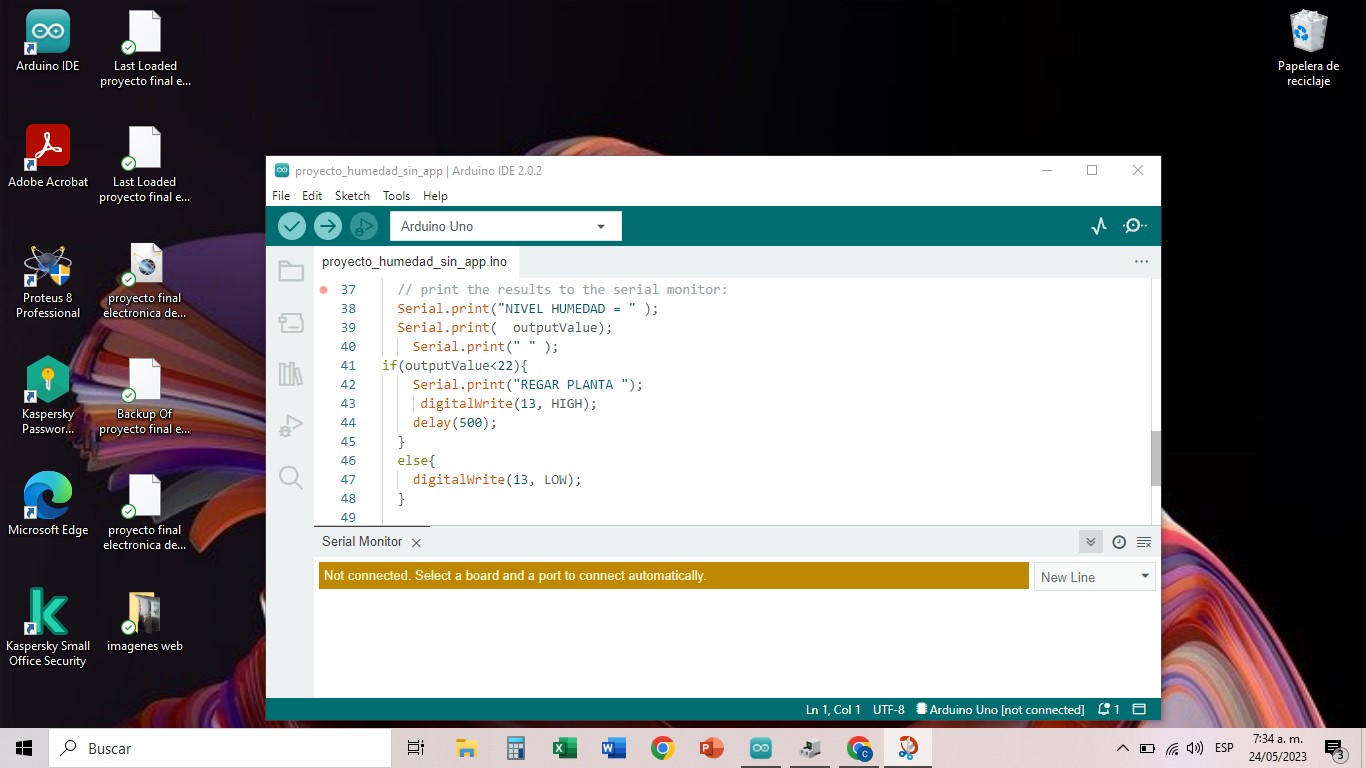 Arduino IDE
Last Loaded
proyecto final e...
Papelera de
reciclaje
Adobe Acrobat
Last Loaded
proyecto final e...
Proteus 8
Professional
proyecto final
electronica de...
Kaspersky
Passwor...
Backup Of
proyecto final e...
Microsoft Edge
proyecto final
electronica de...
Kaspersky Small
Office Security
imagenes web
proyecto_humedad_sin_app | Arduino IDE 2.0.2
File Edit Sketch Tools Help
Arduino Uno
proyecto_humedad_sin_app.ino
37 // print the results to the serial monitor:
38 Serial.print("NIVEL HUMEDAD = " );
39 Serial.print(  outputValue);
40 Serial.print(" " );
41 if(outputValue<22){
42 Serial.print("REGAR PLANTA ");
43 digitalWrite(13, HIGH);
44 delay(500);
45 }
46 else{
47 digitalWrite(13, LOW);
48 }
49
Serial Monitor
Not connected. Select a board and a port to connect automatically.
New Line
Ln 1, Col 1 UTF-8 Arduino Uno [not connected] 1
Buscar
ESP
7:34 a. m.
24/05/2023
3